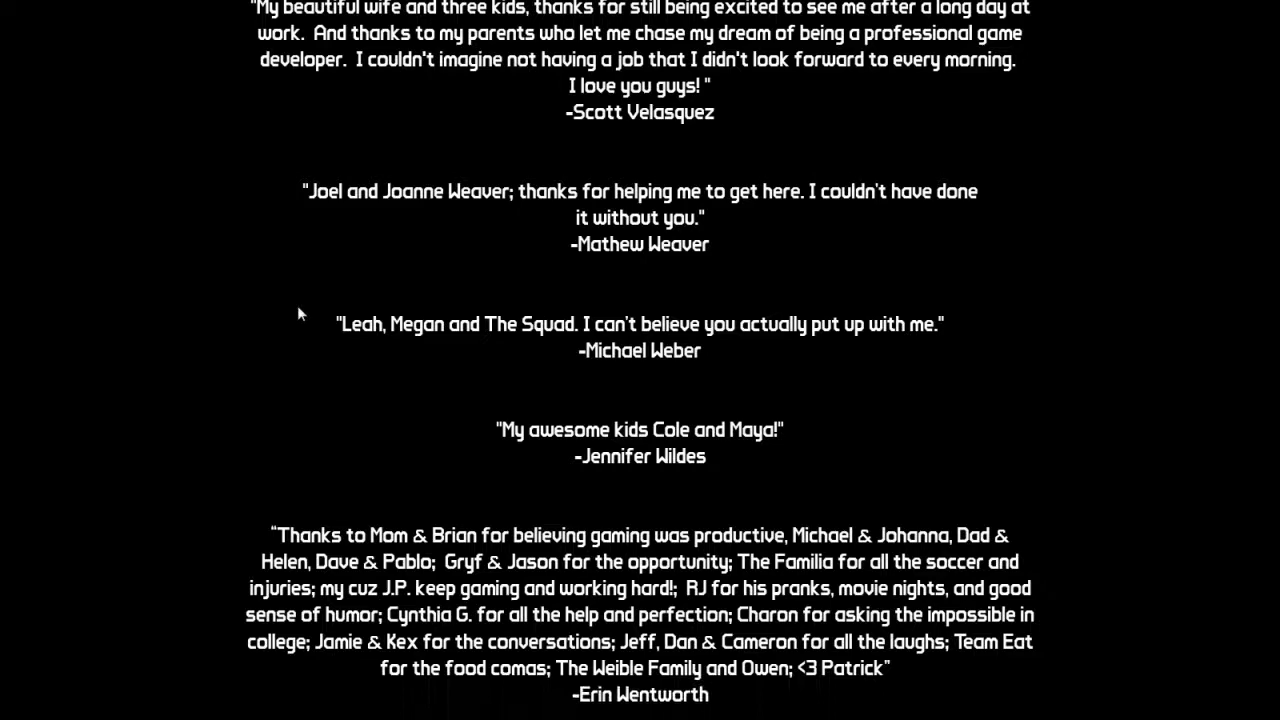 "My beautiful wife and three kids, thanks for still being excited to see me after a long day at
work.  And thanks to my parents who let me chase my dream of being a professional game
developer.  I couldn't imagine not having a job that I didn't look forward to every morning.
I love you guys! "
-Scott Velasquez
"Joel and Joanne Weaver; thanks for helping me to get here. I couldn't have done
it without you."
-Mathew Weaver
"Leah, Megan and The Squad. I can't believe you actually put up with me."
-Michael Weber
"My awesome kids Cole and Maya!"
-Jennifer Wildes
"Thanks to Mom & Brian for believing gaming was productive, Michael & Johanna, Dad &
Helen, Dave & Pablo;  Gryf & Jason for the opportunity; The Familia for all the soccer and
injuries; my cuz J.P. keep gaming and working hard!;  RJ for his pranks, movie nights, and good
sense of humor; Cynthia G. for all the help and perfection; Charon for asking the impossible in
college; Jamie & Kex for the conversations; Jeff, Dan & Cameron for all the laughs; Team Eat
for the food comas; The Weible Family and Owen; <3 Patrick"
-Erin Wentworth